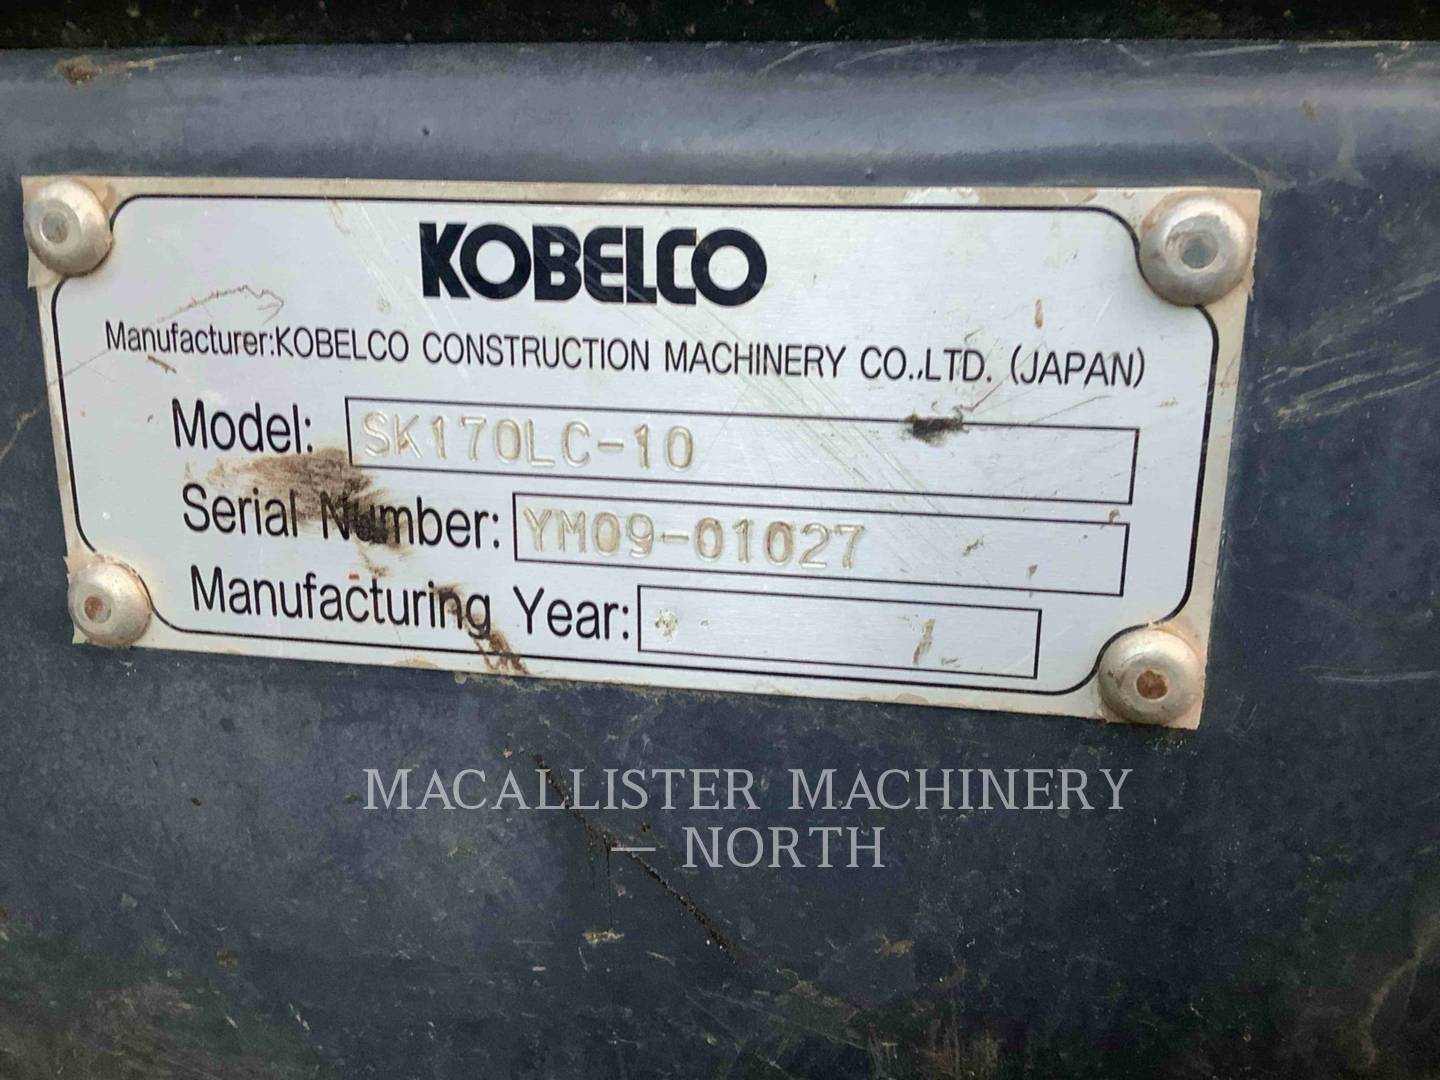 KOBELCO
Manufacturer:KOBELCO CONSTRUCTION MACHINERY CO.,LTD. (JAPAN)
Model: SK170LC-10
Serial Number: YM09-01027
Manufacturing Year:
MACALLISTER MACHINERY
— NORTH